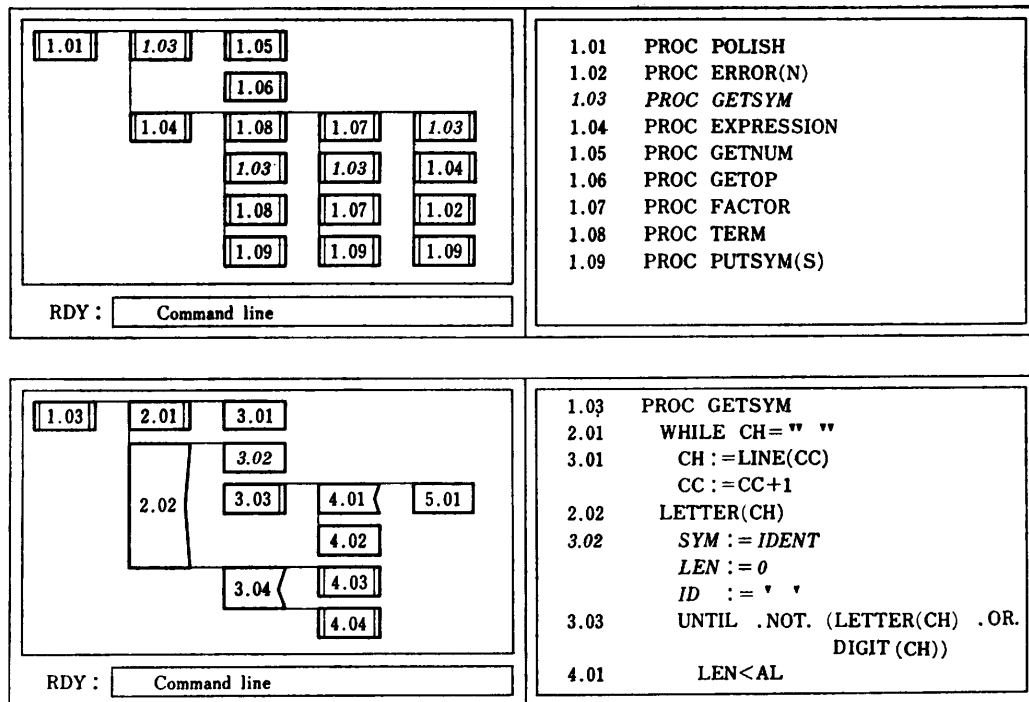 1.01 1.03 1.05
1.06
1.04 1.08 1.07 1.03
1.03 1.03 1.04
1.08 1.07 1.02
1.09 1.09 1.09
RDY : Command line
1.01 PROC POLISH
1.02 PROC ERROR(N)
1.03 PROC GETSYM
1.04 PROC EXPRESSION
1.05 PROC GETNUM
1.06 PROC GETOP
1.07 PROC FACTOR
1.08 PROC TERM
1.09 PROC PUTSYM(S)
1.03 2.01 3.01
3.02
2.02 3.03 4.01 5.01
4.02
3.04 4.03
4.04
RDY : Command line
1.03 PROC GETSYM
2.01 WHILE CH=" "
3.01 CH :=LINE(CC)
CC :=CC+1
2.02 LETTER(CH)
3.02 SYM := IDENT
LEN := 0
ID := ' '
3.03 UNTIL .NOT. (LETTER(CH) .OR.
DIGIT (CH))
4.01 LEN<AL